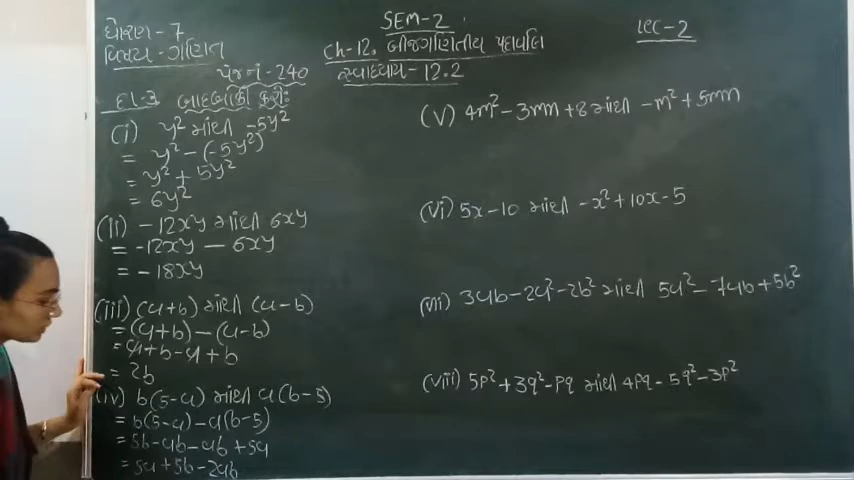 SEM-2
ધોરણ - 7
વિષય - ગણિત
Ch-12. બીજગણિતીય પદાવલિ
Lec-2
પેજ નં - 240
સ્વાધ્યાય - 12.2
દા.3 બાદબાકી કરો:
(i) y² માંથી -5y²
= y² - (-5y²)
= y² + 5y²
= 6y²
(ii) -12xy માંથી 6xy
= -12xy - 6xy
= -18xy
(iii) (a+b) માંથી (a-b)
= (a+b) - (a-b)
= a+b-a+b
= 2b
(iv) b(5-a) માંથી a(b-5)
= b(5-a) - a(b-5)
= 5b - ab - ab + 5a
= 5a + 5b - 2ab
(v) 4m² - 3mn + 8 માંથી -m² + 5mn
(vi) 5x - 10 માંથી -x² + 10x - 5
(vii) 3ab - 2a² - 2b² માંથી 5a² - 7ab + 5b²
(viii) 5p² + 3q² - pq માંથી 4pq - 5q² - 3p²